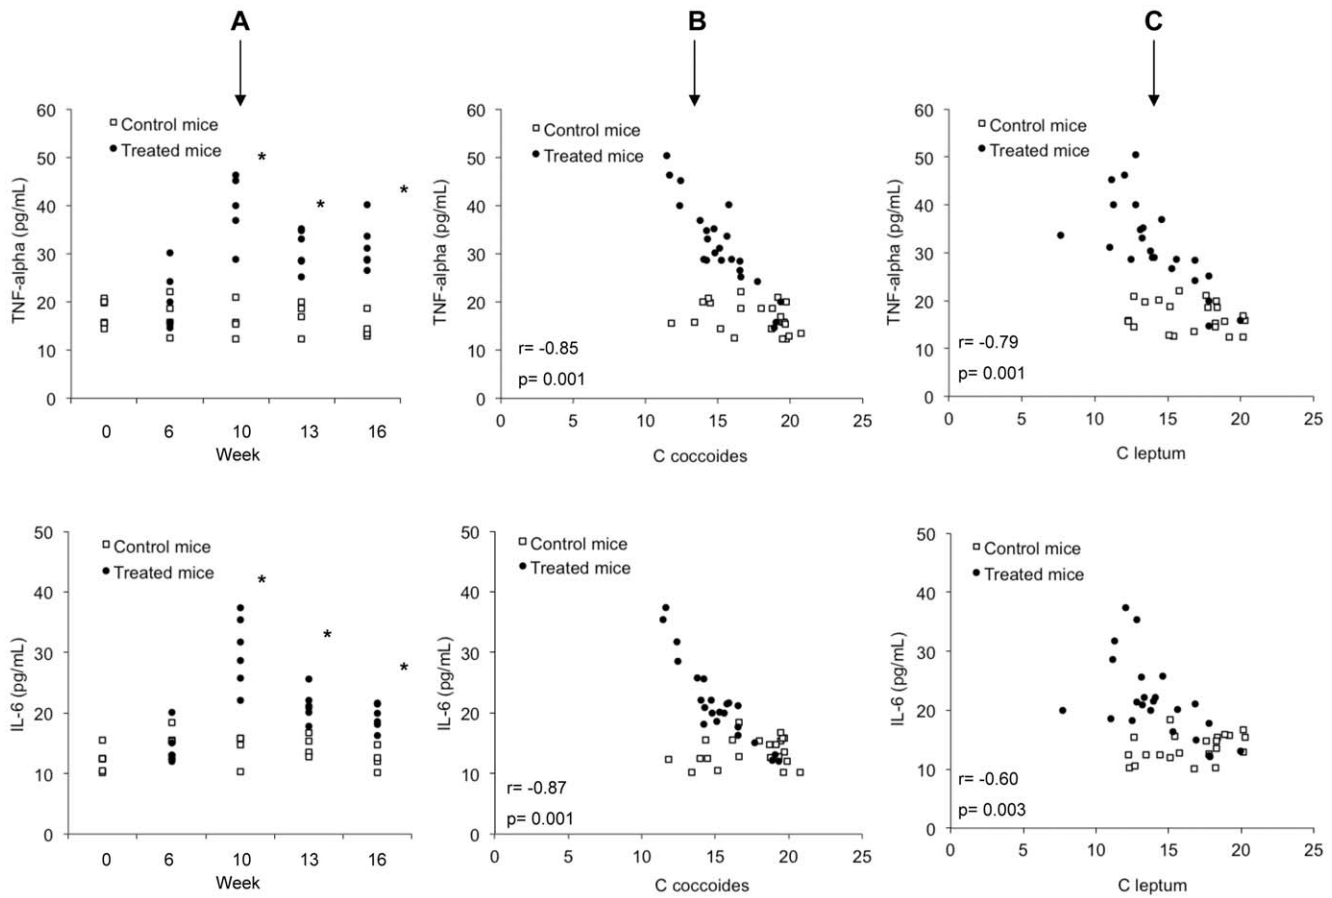 A
B
C
60
50
40
30
20
10
0
TNF-alpha (pg/mL)
□ Control mice
● Treated mice
*
*
*
0 6 10 13 16
Week
60
50
40
30
20
10
0
TNF-alpha (pg/mL)
□ Control mice
● Treated mice
r= -0.85
p= 0.001
0 5 10 15 20 25
C coccoides
60
50
40
30
20
10
0
TNF-alpha (pg/mL)
□ Control mice
● Treated mice
r= -0.79
p= 0.001
0 5 10 15 20 25
C leptum
50
40
30
20
10
0
IL-6 (pg/mL)
□ Control mice
● Treated mice
*
*
*
0 6 10 13 16
Week
50
40
30
20
10
0
IL-6 (pg/mL)
□ Control mice
● Treated mice
r= -0.87
p= 0.001
0 5 10 15 20 25
C coccoides
50
40
30
20
10
0
IL-6 (pg/mL)
□ Control mice
● Treated mice
r= -0.60
p= 0.003
0 5 10 15 20 25
C leptum